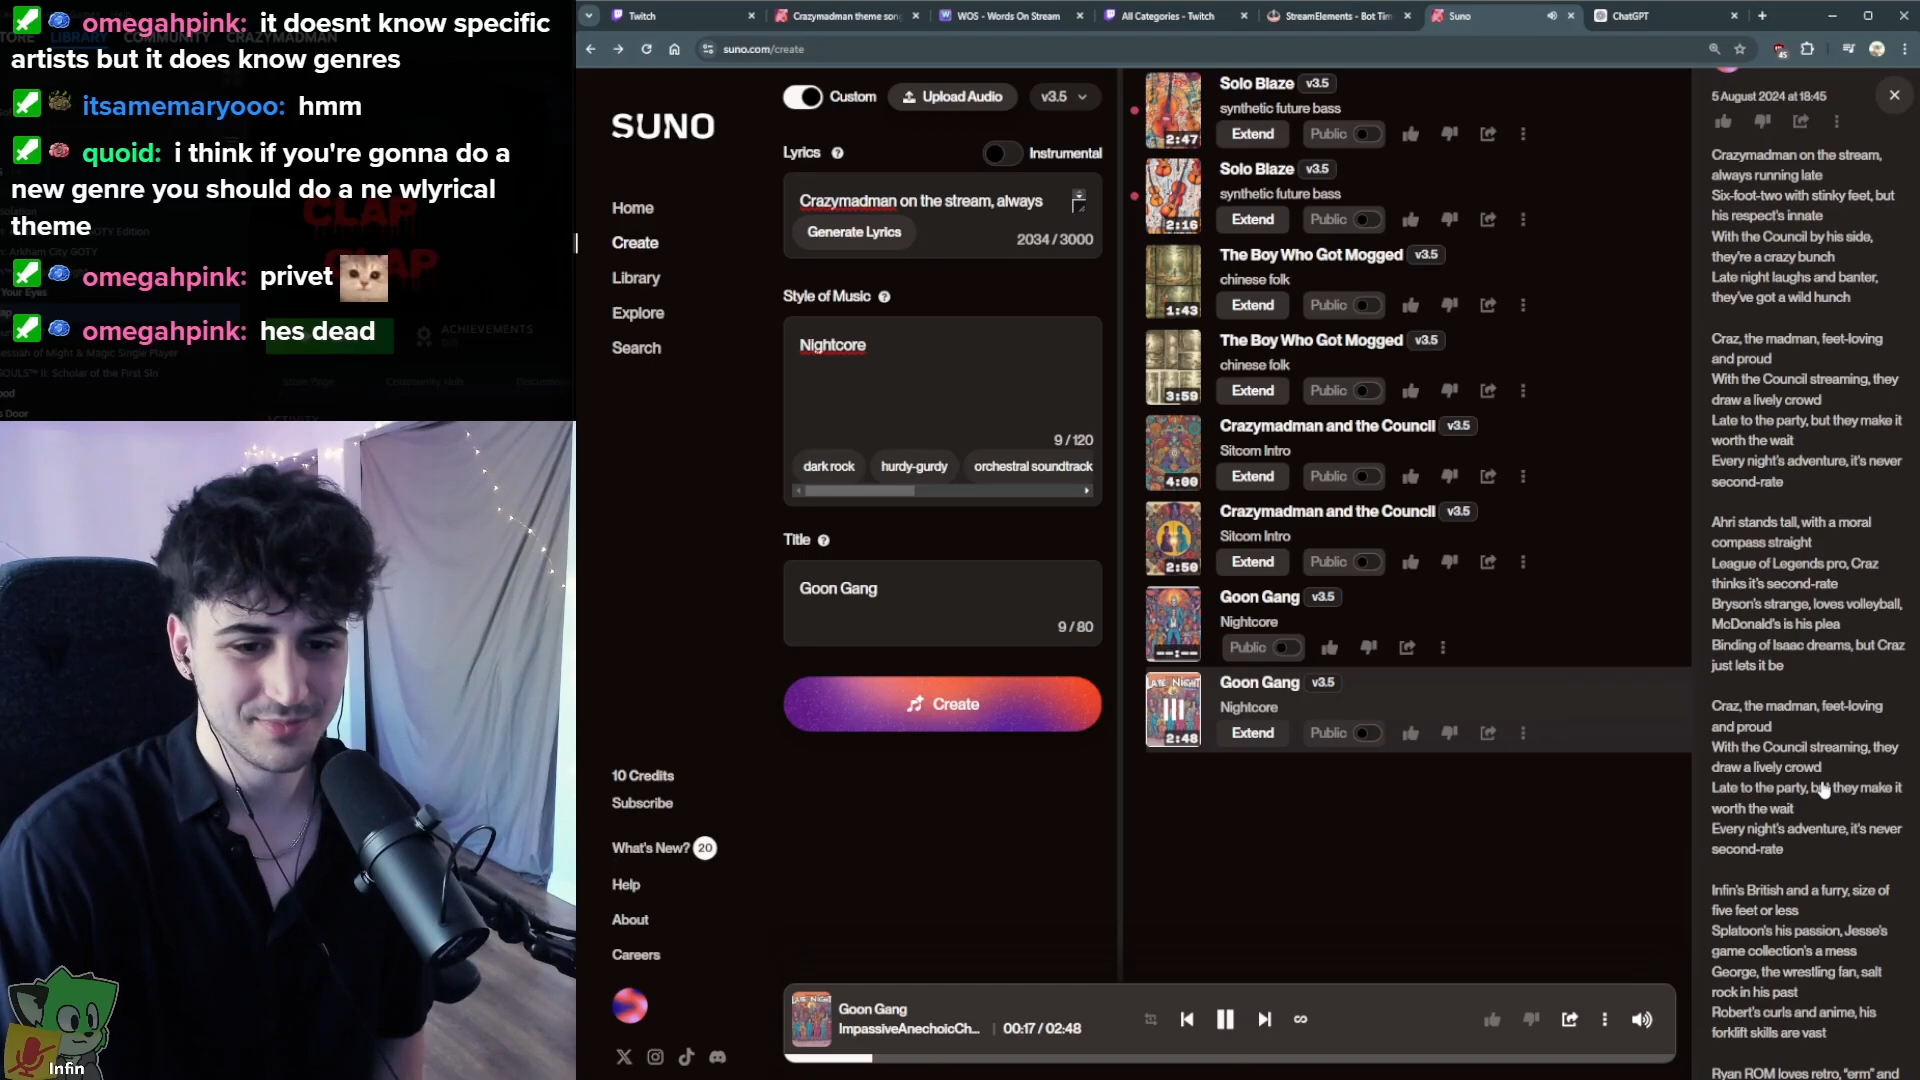 omegahpink: it doesnt know specific
artists but it does know genres
itsamemaryooo: hmm
quoid: i think if you're gonna do a
new genre you should do a ne wlyrical
theme
omegahpink: privet
omegahpink: hes dead
LIBRARY
COMMUNITY
CRAZYMADMAN
CLAP
CLAP
ACHIEVEMENTS
Store Page
Community Hub
Infin
Twitch
Crazymadman theme son
WOS - Words On Stream
All Categories - Twitch
StreamElements - Bot Tim
Suno
ChatGPT
suno.com/create
45
SUNO
Home
Create
Library
Explore
Search
10 Credits
Subscribe
What's New? 20
Help
About
Careers
Custom
Upload Audio
v3.5
Lyrics
Instrumental
Crazymadman on the stream, always
Generate Lyrics
2034 / 3000
Style of Music
Nightcore
9 / 120
dark rock
hurdy-gurdy
orchestral soundtrack
Title
Goon Gang
9 / 80
Create
Solo Blaze v3.5
synthetic future bass
2:47
Extend
Public
Solo Blaze v3.5
synthetic future bass
2:16
Extend
Public
The Boy Who Got Mogged v3.5
chinese folk
1:43
Extend
Public
The Boy Who Got Mogged v3.5
chinese folk
3:59
Extend
Public
Crazymadman and the Council v3.5
Sitcom Intro
4:00
Extend
Public
Crazymadman and the Council v3.5
Sitcom Intro
2:50
Extend
Public
Goon Gang v3.5
Nightcore
--:--
Public
Goon Gang v3.5
LATE NIGHT
Nightcore
2:48
Extend
Public
LATE NIGHT
Goon Gang
ImpassiveAnechoicCh...
00:17 / 02:48
5 August 2024 at 18:45
Crazymadman on the stream,
always running late
Six-foot-two with stinky feet, but
his respect's innate
With the Council by his side,
they're a crazy bunch
Late night laughs and banter,
they've got a wild hunch
Craz, the madman, feet-loving
and proud
With the Council streaming, they
draw a lively crowd
Late to the party, but they make it
worth the wait
Every night's adventure, it's never
second-rate
Ahri stands tall, with a moral
compass straight
League of Legends pro, Craz
thinks it's second-rate
Bryson's strange, loves volleyball,
McDonald's is his plea
Binding of Isaac dreams, but Craz
just lets it be
Craz, the madman, feet-loving
and proud
With the Council streaming, they
draw a lively crowd
Late to the party, but they make it
worth the wait
Every night's adventure, it's never
second-rate
Infin's British and a furry, size of
five feet or less
Splatoon's his passion, Jesse's
game collection's a mess
George, the wrestling fan, salt
rock in his past
Robert's curls and anime, his
forklift skills are vast
Ryan ROM loves retro, "erm" and